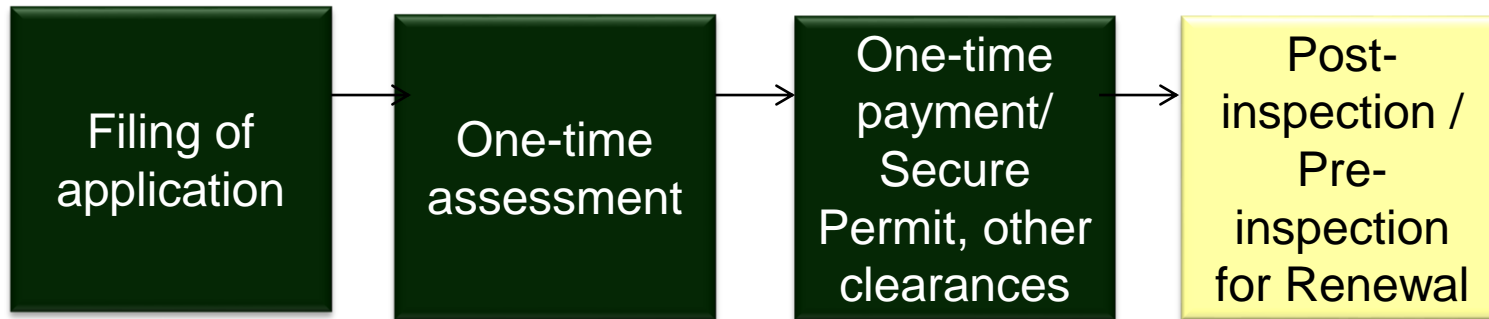 Filing of
application
One-time
assessment
One-time
payment/
Secure
Permit, other
clearances
Post-
inspection /
Pre-
inspection
for Renewal